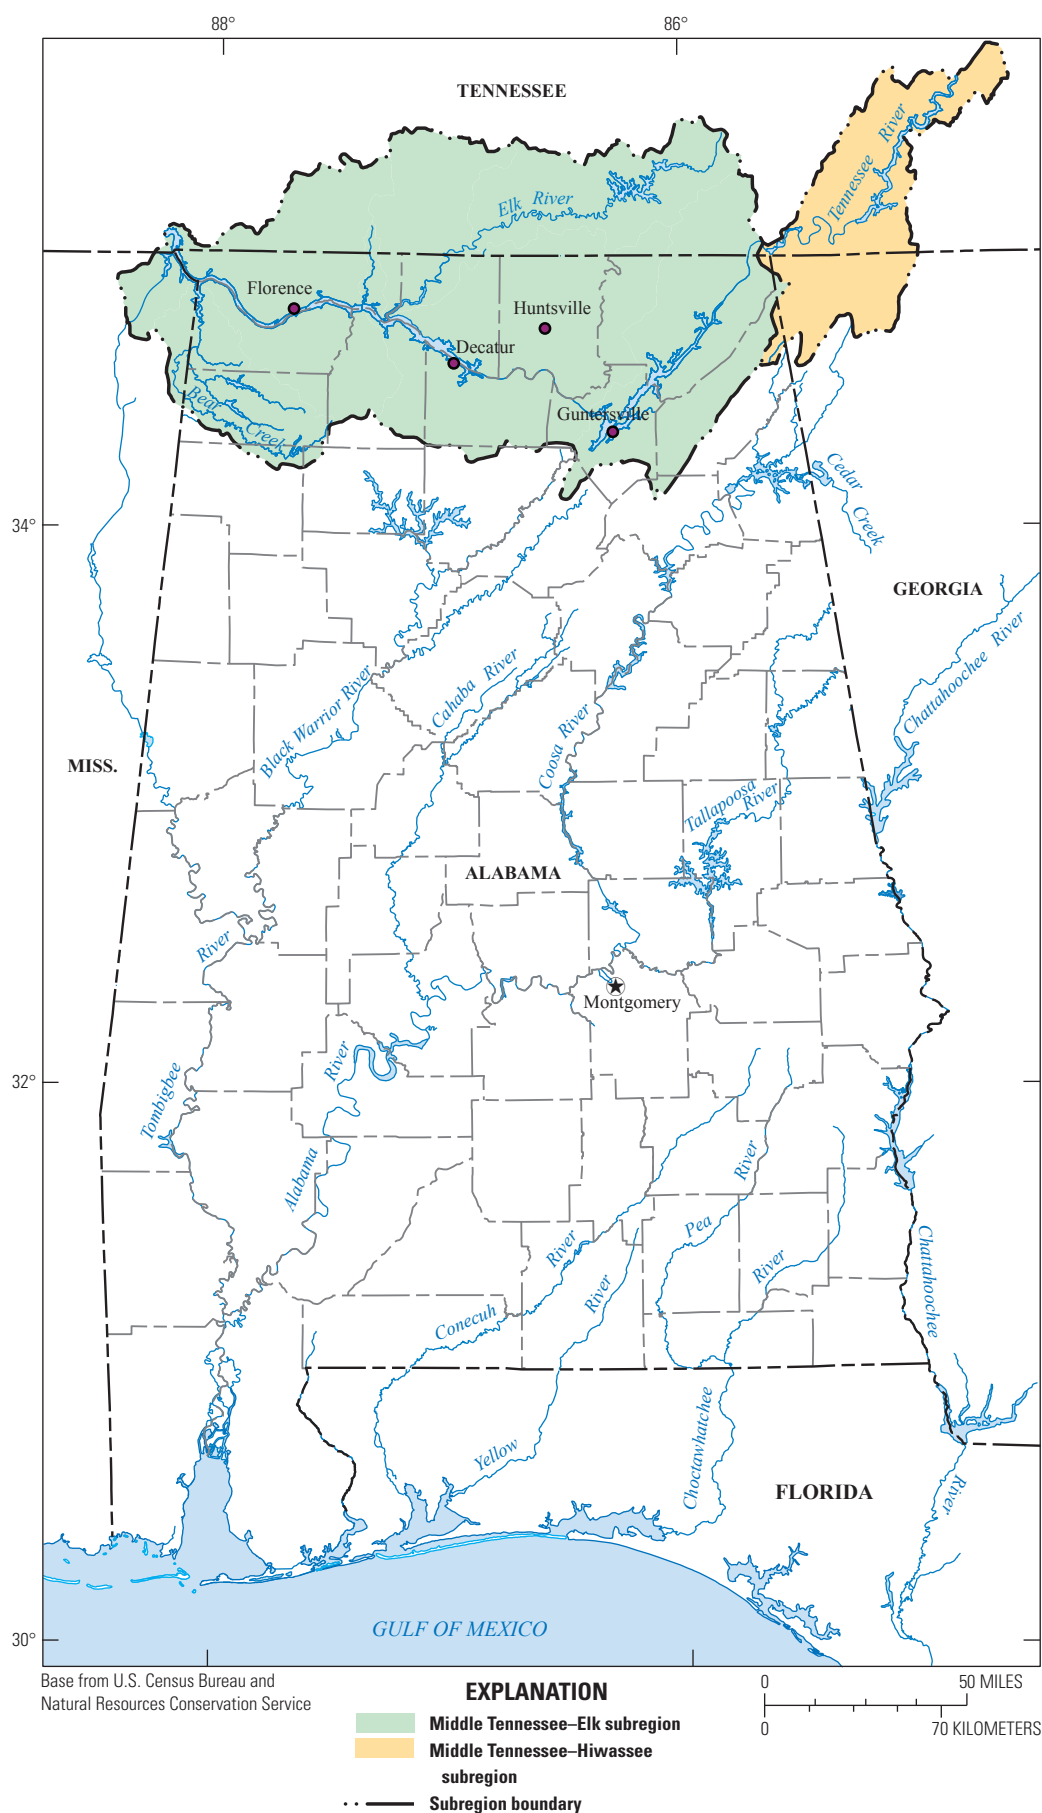 88°
86°
TENNESSEE
Tennessee River
Elk River
Florence
Huntsville
Decatur
Guntersville
Bear Creek
Cedar Creek
34°
GEORGIA
Chattahoochee River
Cahaba River
Black Warrior River
Coosa River
MISS.
Tallapoosa River
ALABAMA
River
Montgomery
River
32°
Tombigbee
Alabama
River
Pea
River
River
River
Chattahoochee
Conecuh
Choctawhatchee
Yellow
FLORIDA
River
GULF OF MEXICO
30°
Base from U.S. Census Bureau and
Natural Resources Conservation Service
EXPLANATION
Middle Tennessee–Elk subregion
Middle Tennessee–Hiwassee
subregion
Subregion boundary
0 50 MILES
0 70 KILOMETERS